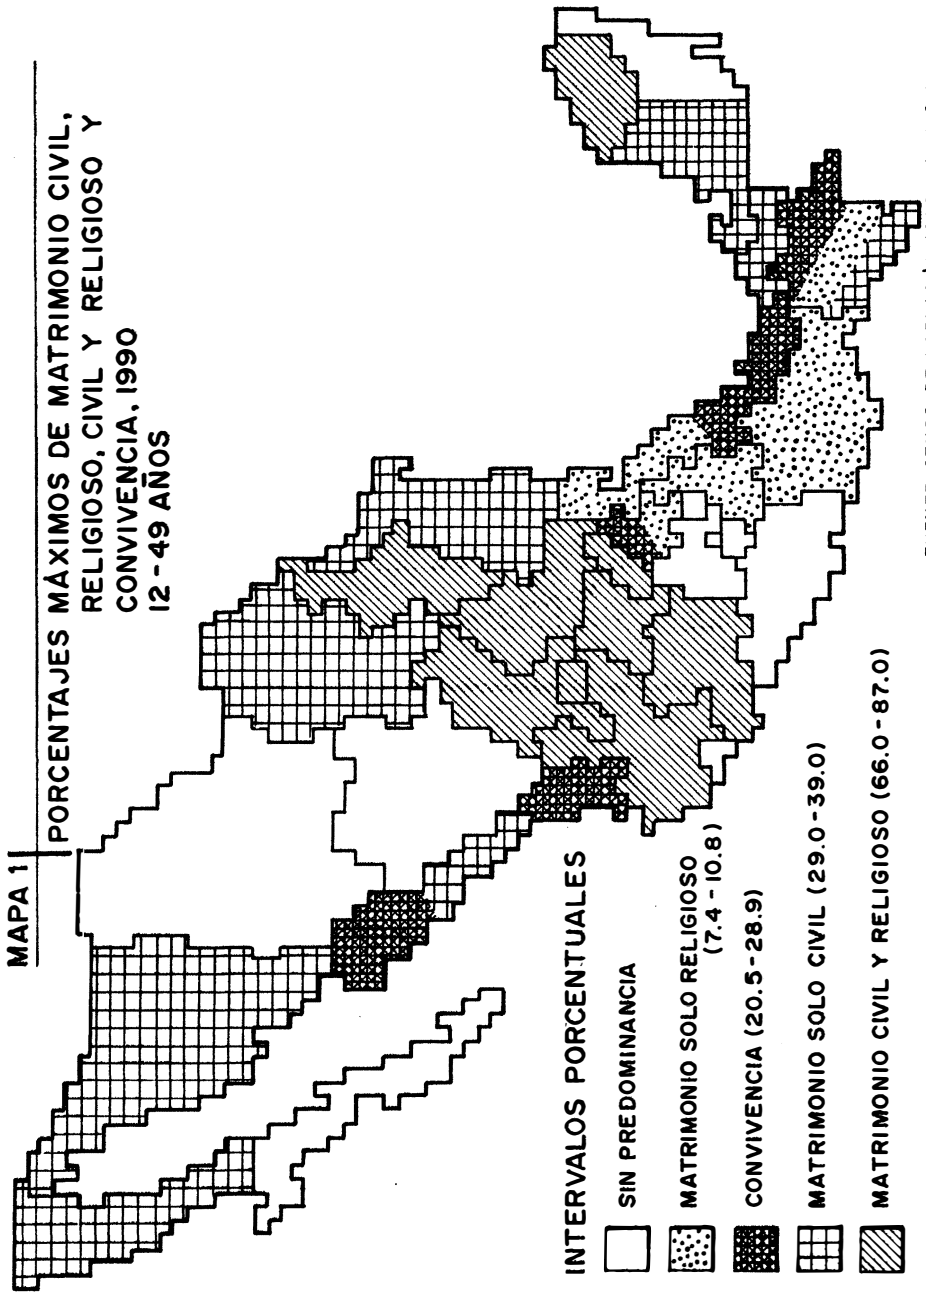 MAPA 1
PORCENTAJES MÁXIMOS DE MATRIMONIO CIVIL,
RELIGIOSO, CIVIL Y RELIGIOSO Y
CONVIVENCIA, 1990
12-49 AÑOS
INTERVALOS PORCENTUALES
SIN PREDOMINANCIA
MATRIMONIO SOLO RELIGIOSO
(7.4-10.8)
CONVIVENCIA (20.5-28.9)
MATRIMONIO SOLO CIVIL (29.0-39.0)
MATRIMONIO CIVIL Y RELIGIOSO (66.0-87.0)